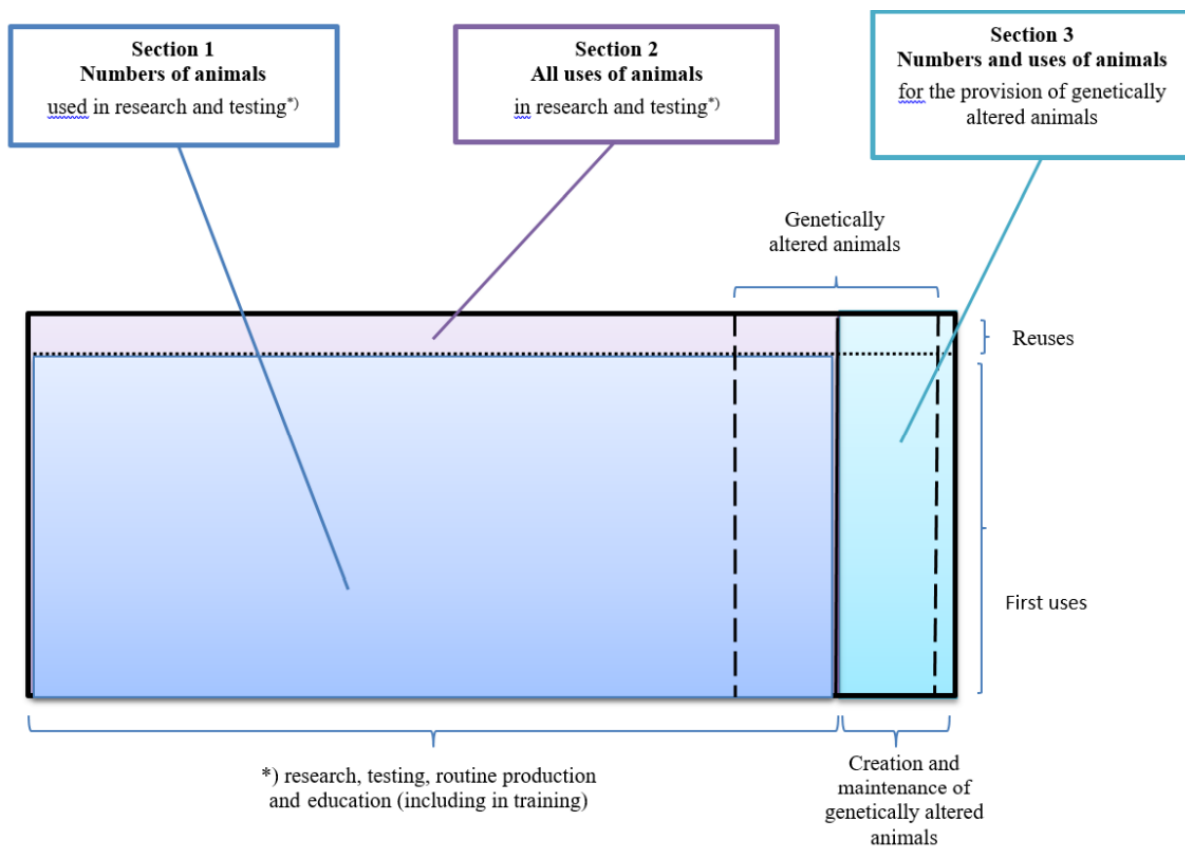 Section 1
Numbers of animals
used in research and testing*)
Section 2
All uses of animals
in research and testing*)
Section 3
Numbers and uses of animals
for the provision of genetically
altered animals
Genetically
altered animals
Reuses
First uses
*) research, testing, routine production
and education (including in training)
Creation and
maintenance of
genetically altered
animals